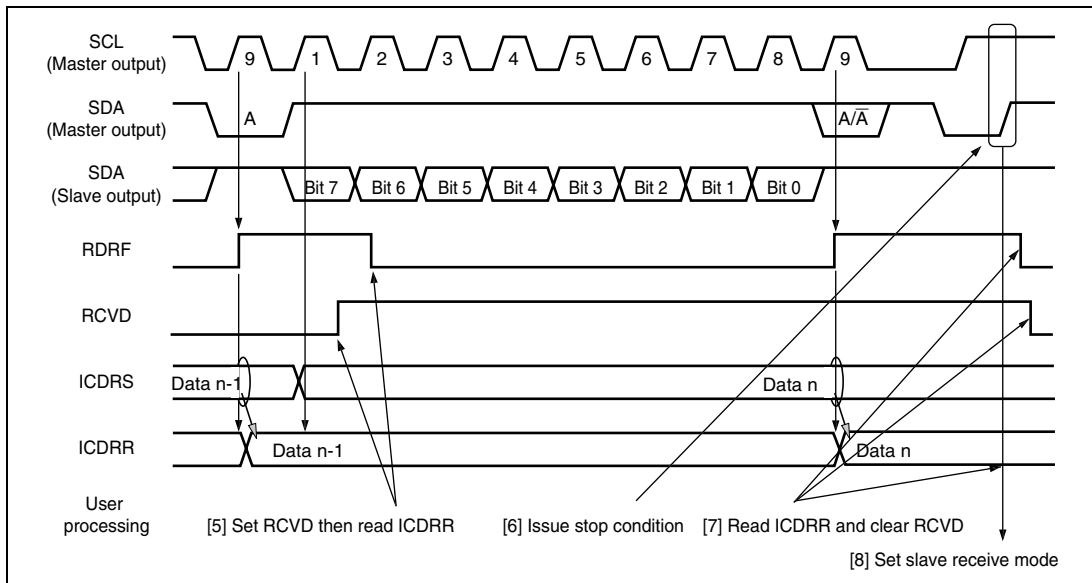 SCL
(Master output)
9 1 2 3 4 5 6 7 8 9
SDA
(Master output)
A A/A̅
SDA
(Slave output)
Bit 7 Bit 6 Bit 5 Bit 4 Bit 3 Bit 2 Bit 1 Bit 0
RDRF
RCVD
ICDRS
Data n-1 Data n
ICDRR
Data n-1 Data n
User
processing
[5] Set RCVD then read ICDRR [6] Issue stop condition [7] Read ICDRR and clear RCVD
[8] Set slave receive mode